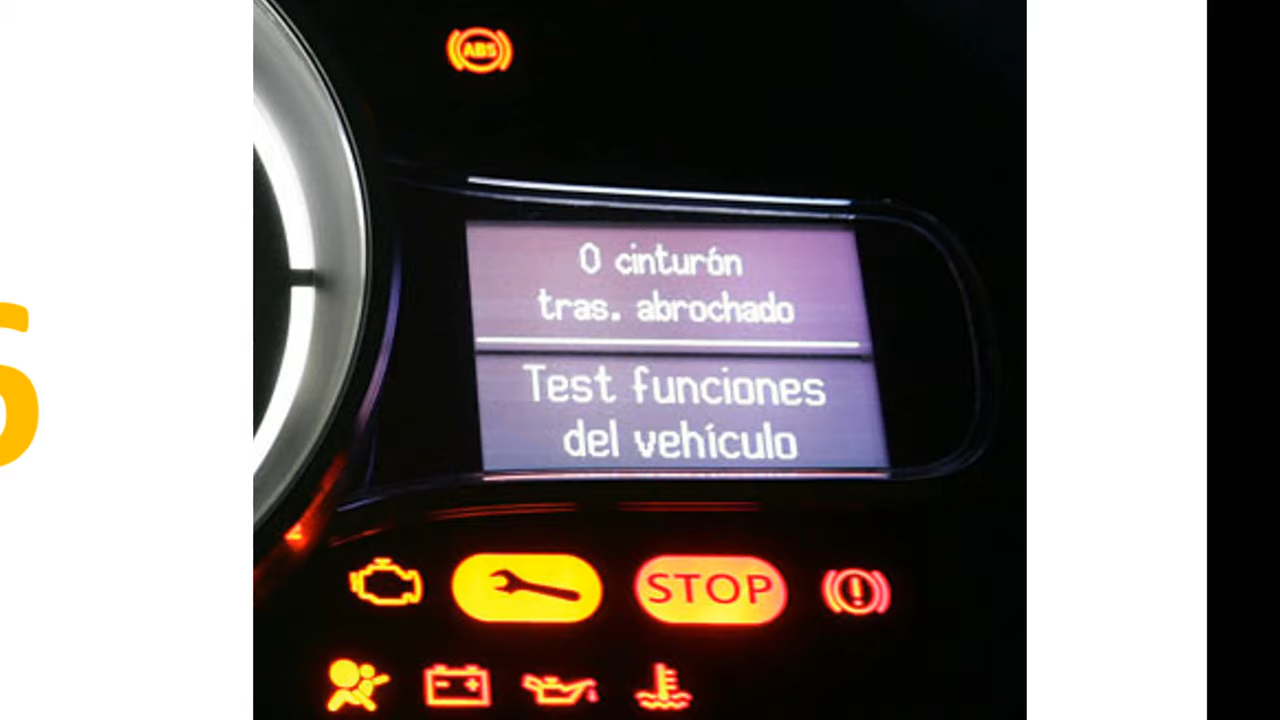 ABS
0 cinturón
tras. abrochado
Test funciones
del vehículo
STOP